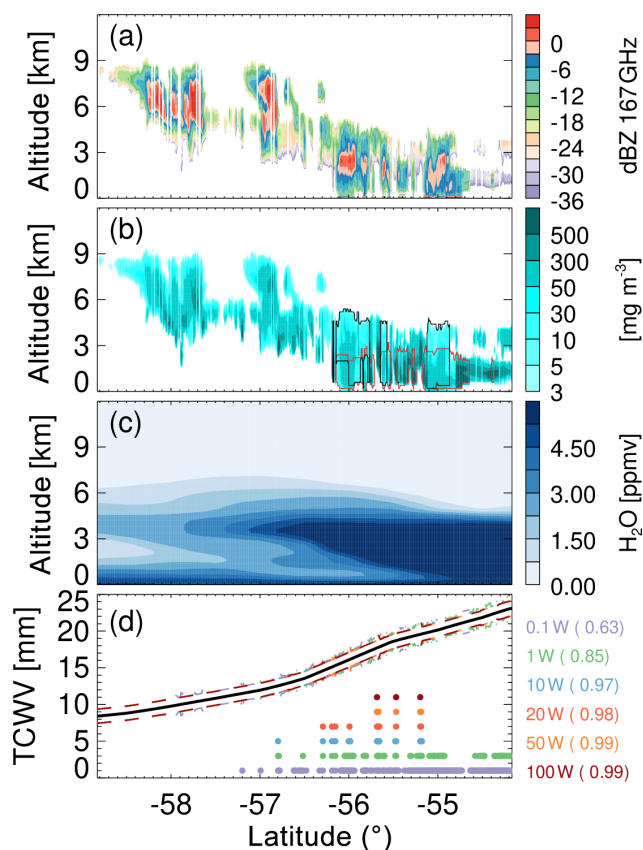 (a)
Altitude [km]
9
6
3
0
0
-6
-12
-18
-24
-30
-36
dBZ 167GHz
(b)
Altitude [km]
9
6
3
0
500
300
50
30
10
5
3
[mg m-3]
(c)
Altitude [km]
9
6
3
0
4.50
3.00
1.50
0.00
H2O [ppmv]
(d)
TCWV [mm]
25
20
15
10
5
0
0.1 W ( 0.63)
1 W ( 0.85)
10 W ( 0.97)
20 W ( 0.98)
50 W ( 0.99)
100 W ( 0.99)
-58 -57 -56 -55
Latitude (°)